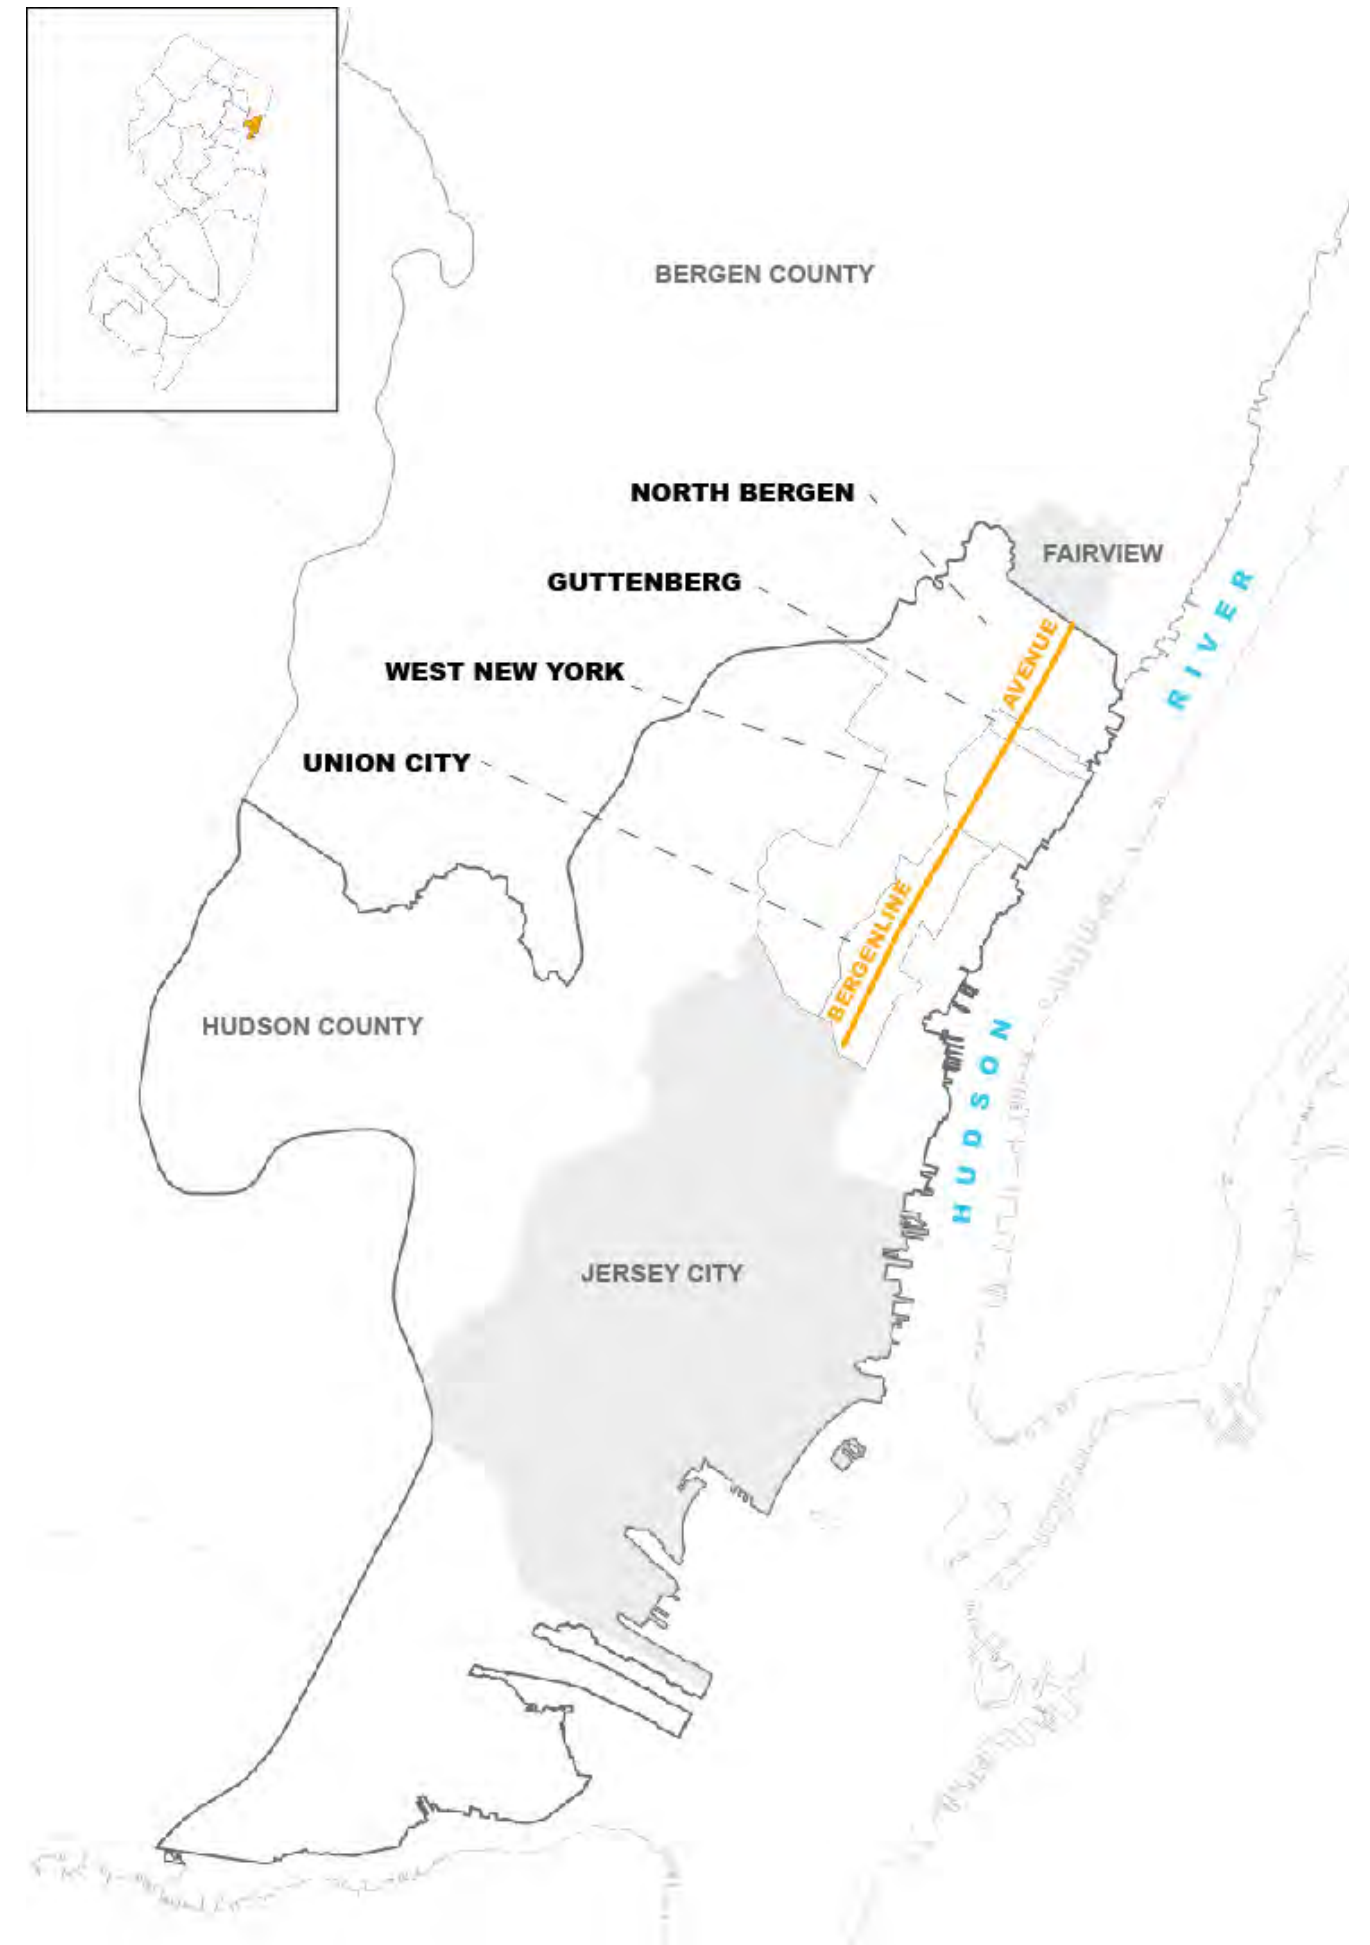 BERGEN COUNTY
NORTH BERGEN
FAIRVIEW
GUTTENBERG
WEST NEW YORK
UNION CITY
BERGENLINE AVENUE
HUDSON RIVER
HUDSON COUNTY
JERSEY CITY